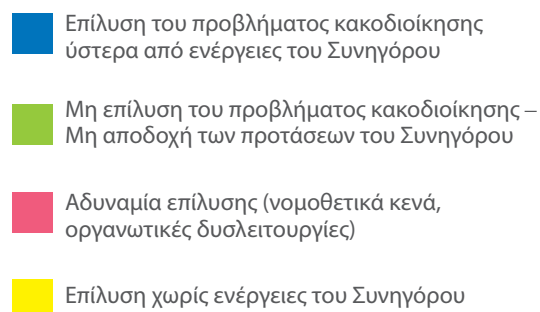 Επίλυση του προβλήματος κακοδιοίκησης
ύστερα από ενέργειες του Συνηγόρου
Μη επίλυση του προβλήματος κακοδιοίκησης –
Μη αποδοχή των προτάσεων του Συνηγόρου
Αδυναμία επίλυσης (νομοθετικά κενά,
οργανωτικές δυσλειτουργίες)
Επίλυση χωρίς ενέργειες του Συνηγόρου